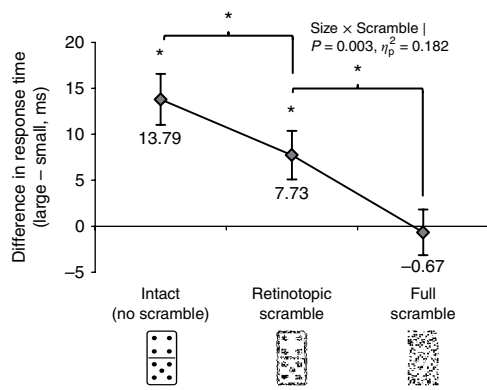 *
*
*
*
Size × Scramble |
P = 0.003, ηp² = 0.182
Difference in response time
(large – small, ms)
20
15
10
5
0
–5
13.79
7.73
–0.67
Intact
(no scramble)
Retinotopic
scramble
Full
scramble